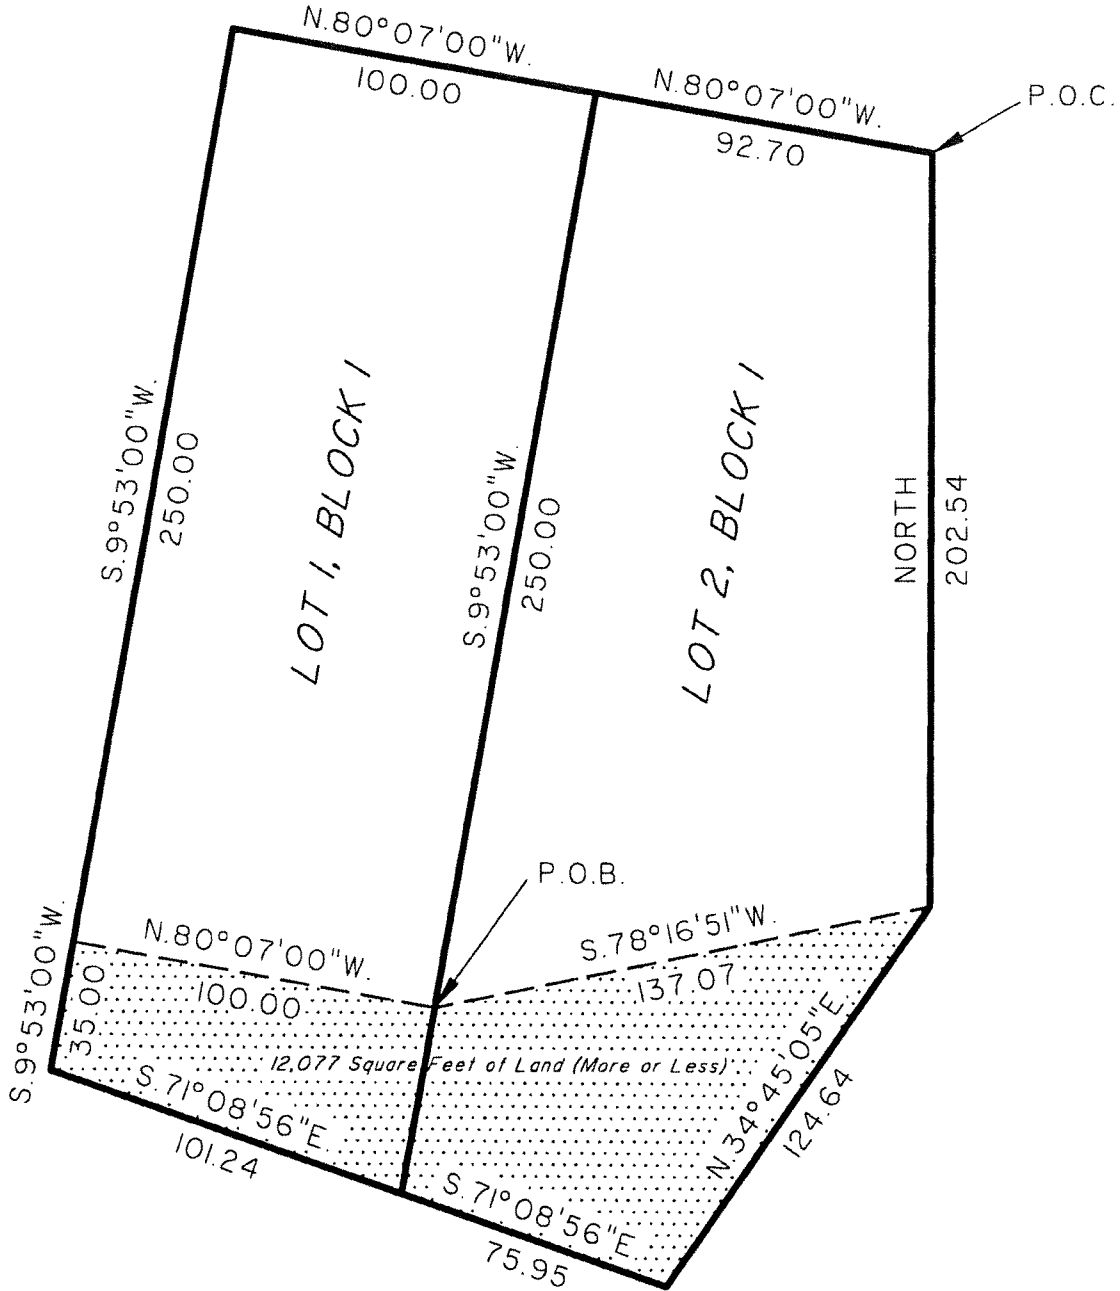 N.80°07'00"W.
100.00
N.80°07'00"W.
92.70
P.O.C.
S.9°53'00"W.
250.00
LOT 1, BLOCK 1
S.9°53'00"W.
250.00
LOT 2, BLOCK 1
NORTH
202.54
P.O.B.
N.80°07'00"W.
100.00
S.78°16'51"W.
137.07
S.9°53'00"W.
35.00
12,077 Square Feet of Land (More or Less)
S.71°08'56"E
101.24
S.71°08'56"E
75.95
N.34°45'05"E
124.64